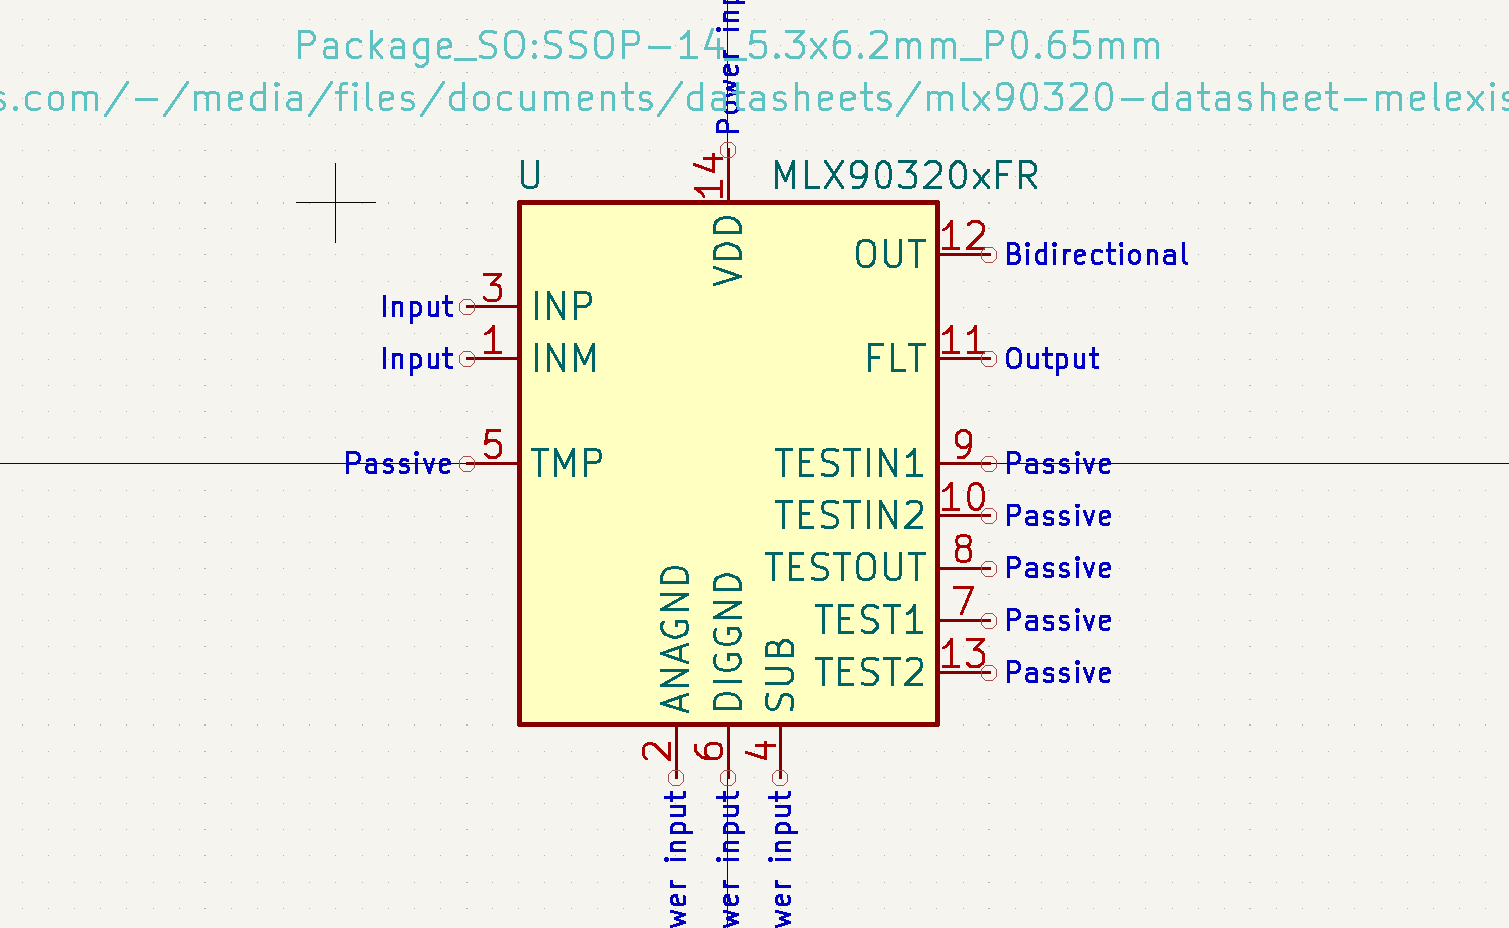 Package_SO:SSOP-14_5.3x6.2mm_P0.65mm
s.com/-/media/files/documents/datasheets/mlx90320-datasheet-melexis
Power inp
U
14
MLX90320xFR
VDD
OUT 12 Bidirectional
Input 3 INP
Input 1 INM
FLT 11 Output
Passive 5 TMP
TESTIN1 9 Passive
TESTIN2 10 Passive
TESTOUT 8 Passive
TEST1 7 Passive
TEST2 13 Passive
ANAGND
DIGGND
SUB
2
6
4
wer input
wer input
wer input